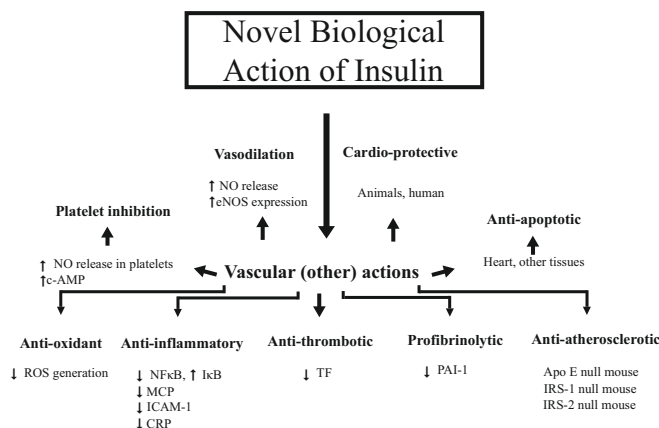 Novel Biological
Action of Insulin
Vasodilation
↑ NO release
↑eNOS expression
Cardio-protective
Animals, human
Platelet inhibition
↑ NO release in platelets
↑c-AMP
Anti-apoptotic
Heart, other tissues
Vascular (other) actions
Anti-oxidant
↓ ROS generation
Anti-inflammatory
↓ NFκB, ↑ IκB
↓ MCP
↓ ICAM-1
↓ CRP
Anti-thrombotic
↓ TF
Profibrinolytic
↓ PAI-1
Anti-atherosclerotic
Apo E null mouse
IRS-1 null mouse
IRS-2 null mouse